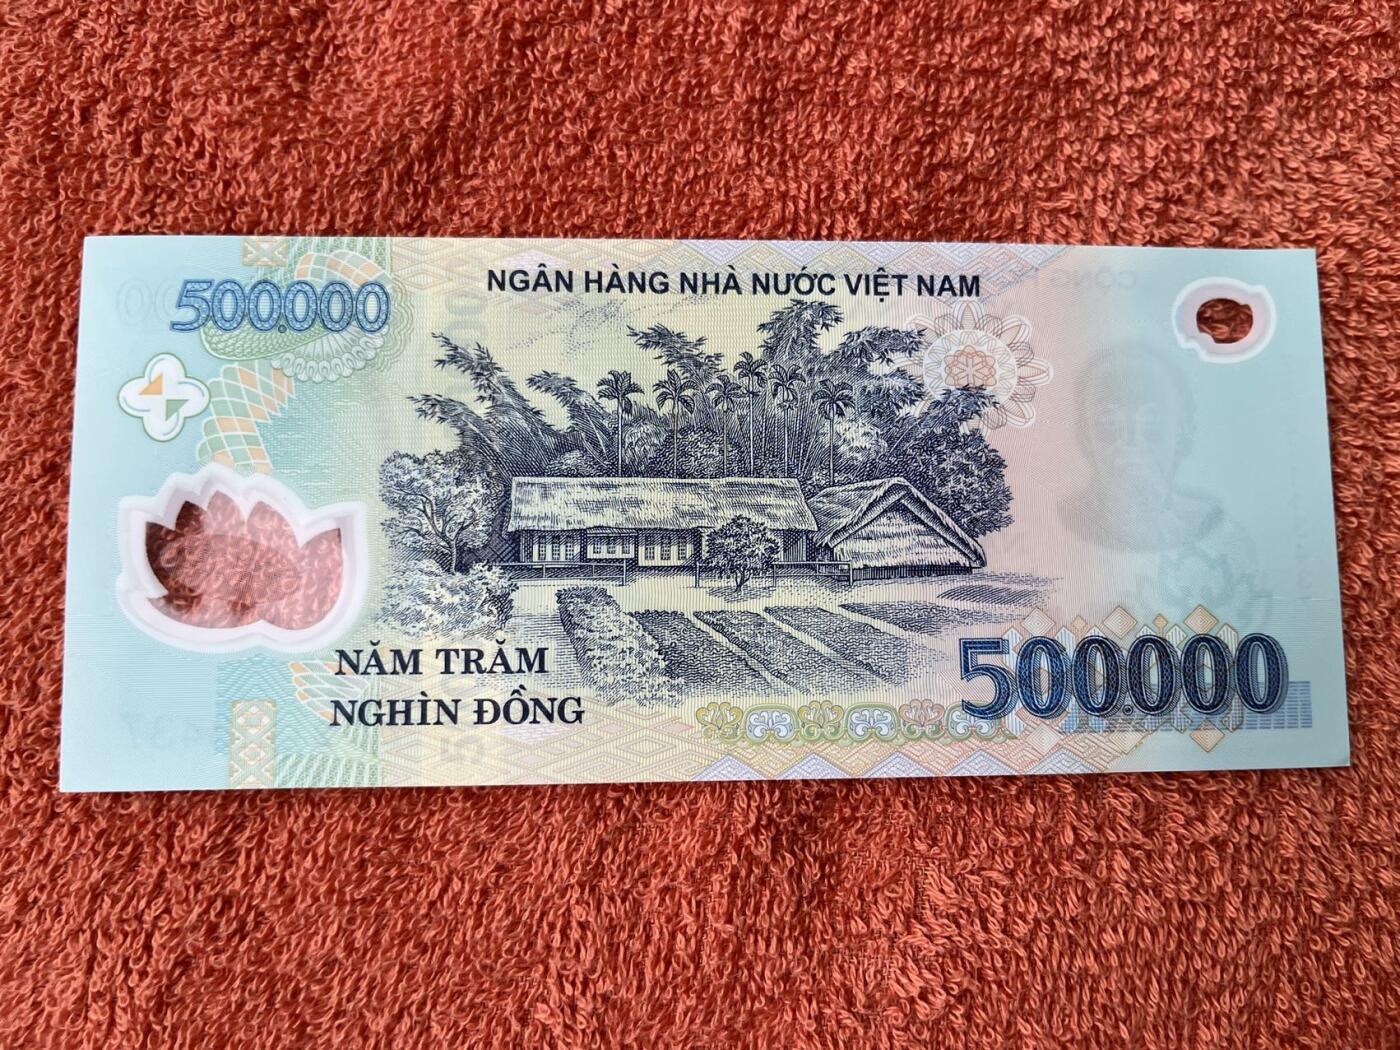 NGÂN HÀNG NHÀ NƯỚC VIỆT NAM
500.000
NĂM TRĂM
NGHÌN ĐỒNG
500.000